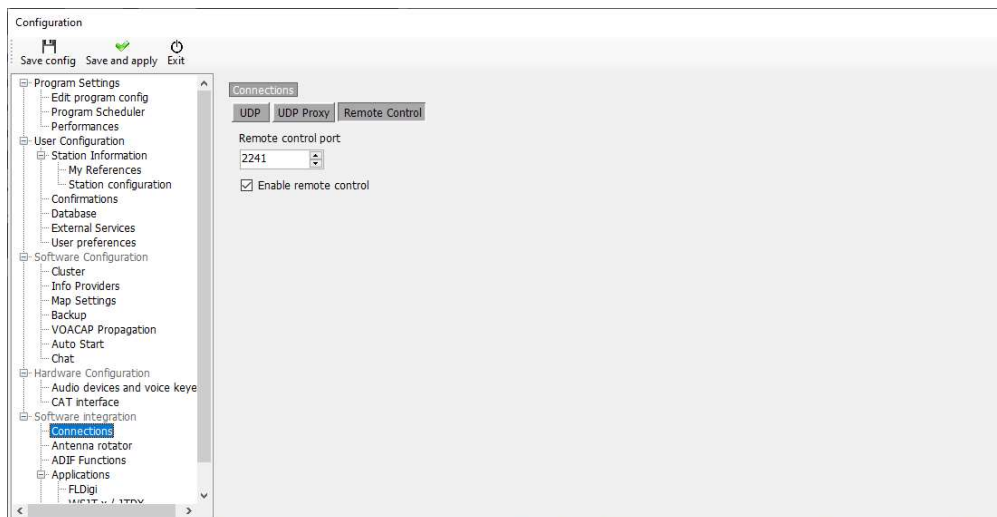 Configuration
Save config Save and apply Exit
Program Settings
Edit program config
Program Scheduler
Performances
User Configuration
Station Information
My References
Station configuration
Confirmations
Database
External Services
User preferences
Software Configuration
Cluster
Info Providers
Map Settings
Backup
VOACAP Propagation
Auto Start
Chat
Hardware Configuration
Audio devices and voice keye
CAT interface
Software integration
Connections
Antenna rotator
ADIF Functions
Applications
FLDigi
WSJT-x / JTDX
Connections
UDP UDP Proxy Remote Control
Remote control port
2241
Enable remote control